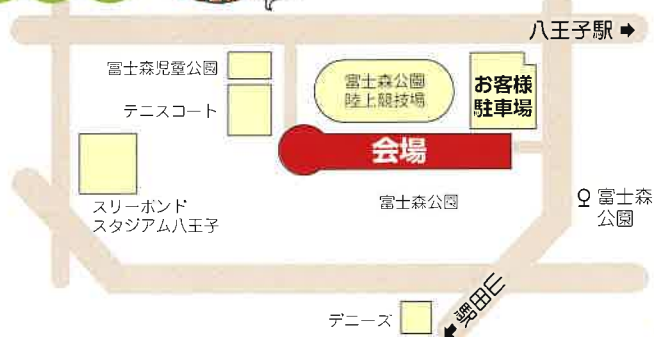 八王子駅
富士森児童公園
テニスコート
富士森公園
陸上競技場
お客様
駐車場
会場
スリーボンド
スタジアム八王子
富士森公園
富士森
公園
山田駅
デニーズ